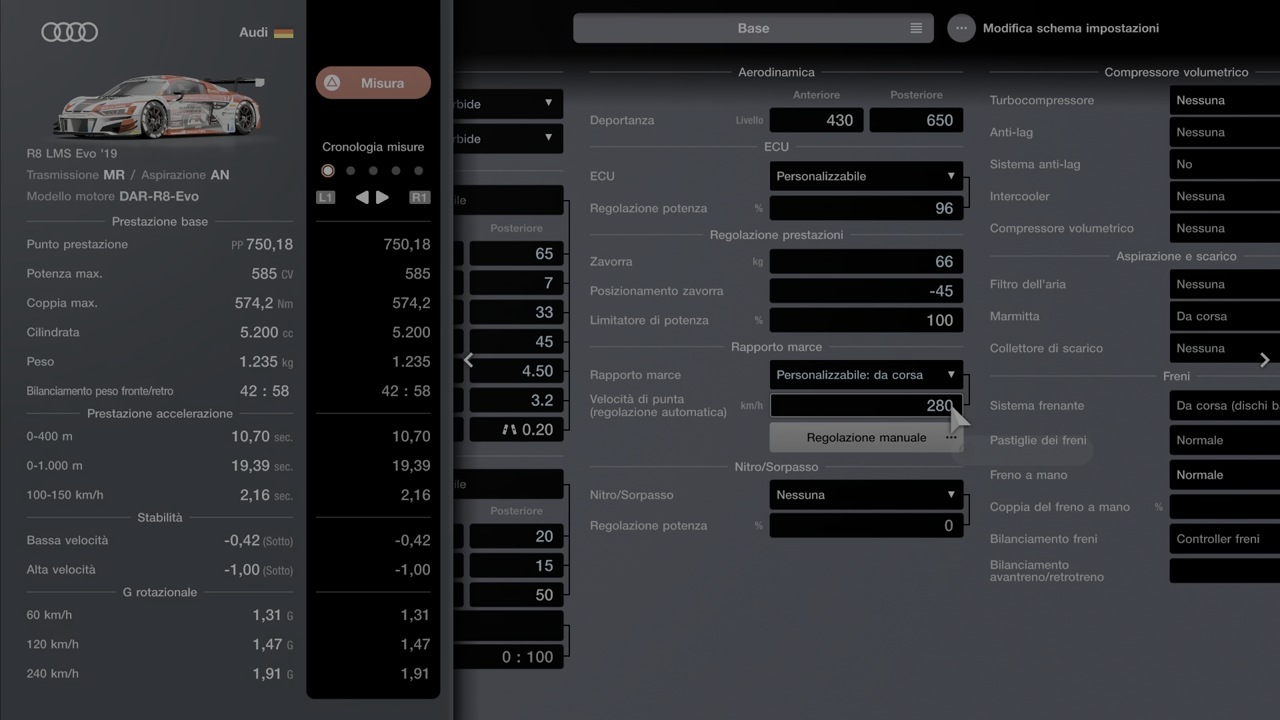 Audi
Misura
R8 LMS Evo '19
Trasmissione MR / Aspirazione AN
Modello motore DAR-R8-Evo
Cronologia misure
L1 R1
Prestazione base
Punto prestazione PP 750,18 750,18
Potenza max. 585 CV 585
Coppia max. 574,2 Nm 574,2
Cilindrata 5.200 cc 5.200
Peso 1.235 kg 1.235
Bilanciamento peso fronte/retro 42 : 58 42 : 58
Prestazione accelerazione
0-400 m 10,70 sec. 10,70
0-1.000 m 19,39 sec. 19,39
100-150 km/h 2,16 sec. 2,16
Stabilità
Bassa velocità -0,42 (Sotto) -0,42
Alta velocità -1,00 (Sotto) -1,00
G rotazionale
60 km/h 1,31 G 1,31
120 km/h 1,47 G 1,47
240 km/h 1,91 G 1,91
Base
Modifica schema impostazioni
rbide
rbide
ile
Posteriore
65
7
33
45
4.50
3.2
0.20
ile
Posteriore
20
15
50
0 : 100
Aerodinamica
Anteriore Posteriore
Deportanza Livello 430 650
ECU
ECU Personalizzabile
Regolazione potenza % 96
Regolazione prestazioni
Zavorra kg 66
Posizionamento zavorra -45
Limitatore di potenza % 100
Rapporto marce
Rapporto marce Personalizzabile: da corsa
Velocità di punta
(regolazione automatica) km/h 280
Regolazione manuale ...
Nitro/Sorpasso
Nitro/Sorpasso Nessuna
Regolazione potenza % 0
Compressore volumetrico
Turbocompressore Nessuna
Anti-lag Nessuna
Sistema anti-lag No
Intercooler Nessuna
Compressore volumetrico Nessuna
Aspirazione e scarico
Filtro dell'aria Nessuna
Marmitta Da corsa
Collettore di scarico Nessuna
Freni
Sistema frenante Da corsa (dischi b
Pastiglie dei freni Normale
Freno a mano Normale
Coppia del freno a mano %
Bilanciamento freni Controller freni
Bilanciamento
avantreno/retrotreno